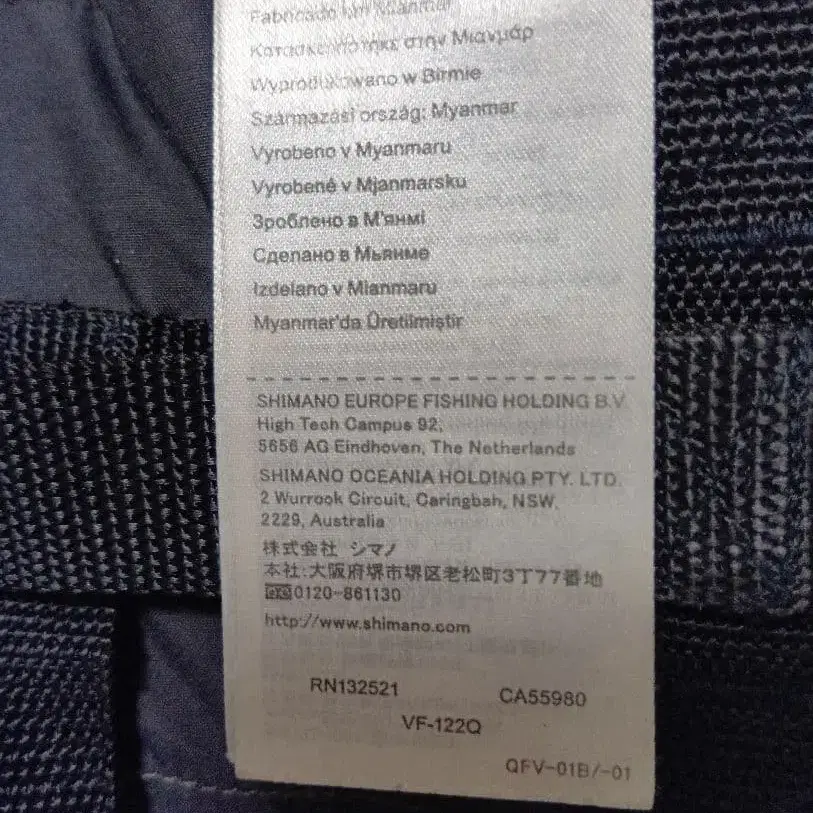 Fabricado em Mianmar
Κατασκευάστηκε στην Μιανμάρ
Wyprodukowano w Birmie
Származási ország: Myanmar
Vyrobeno v Myanmaru
Vyrobené v Mjanmarsku
Зроблено в М'янмі
Сделано в Мьянме
Izdelano v Mianmaru
Myanmar'da Üretilmiştir
SHIMANO EUROPE FISHING HOLDING B.V.
High Tech Campus 92,
5656 AG Eindhoven, The Netherlands
SHIMANO OCEANIA HOLDING PTY. LTD.
2 Wurrook Circuit, Caringbah, NSW,
2229, Australia
株式会社 シマノ
本社:大阪府堺市堺区老松町3丁77番地
0120-861130
http://www.shimano.com
RN132521 CA55980
VF-122Q
QFV-01B/-01